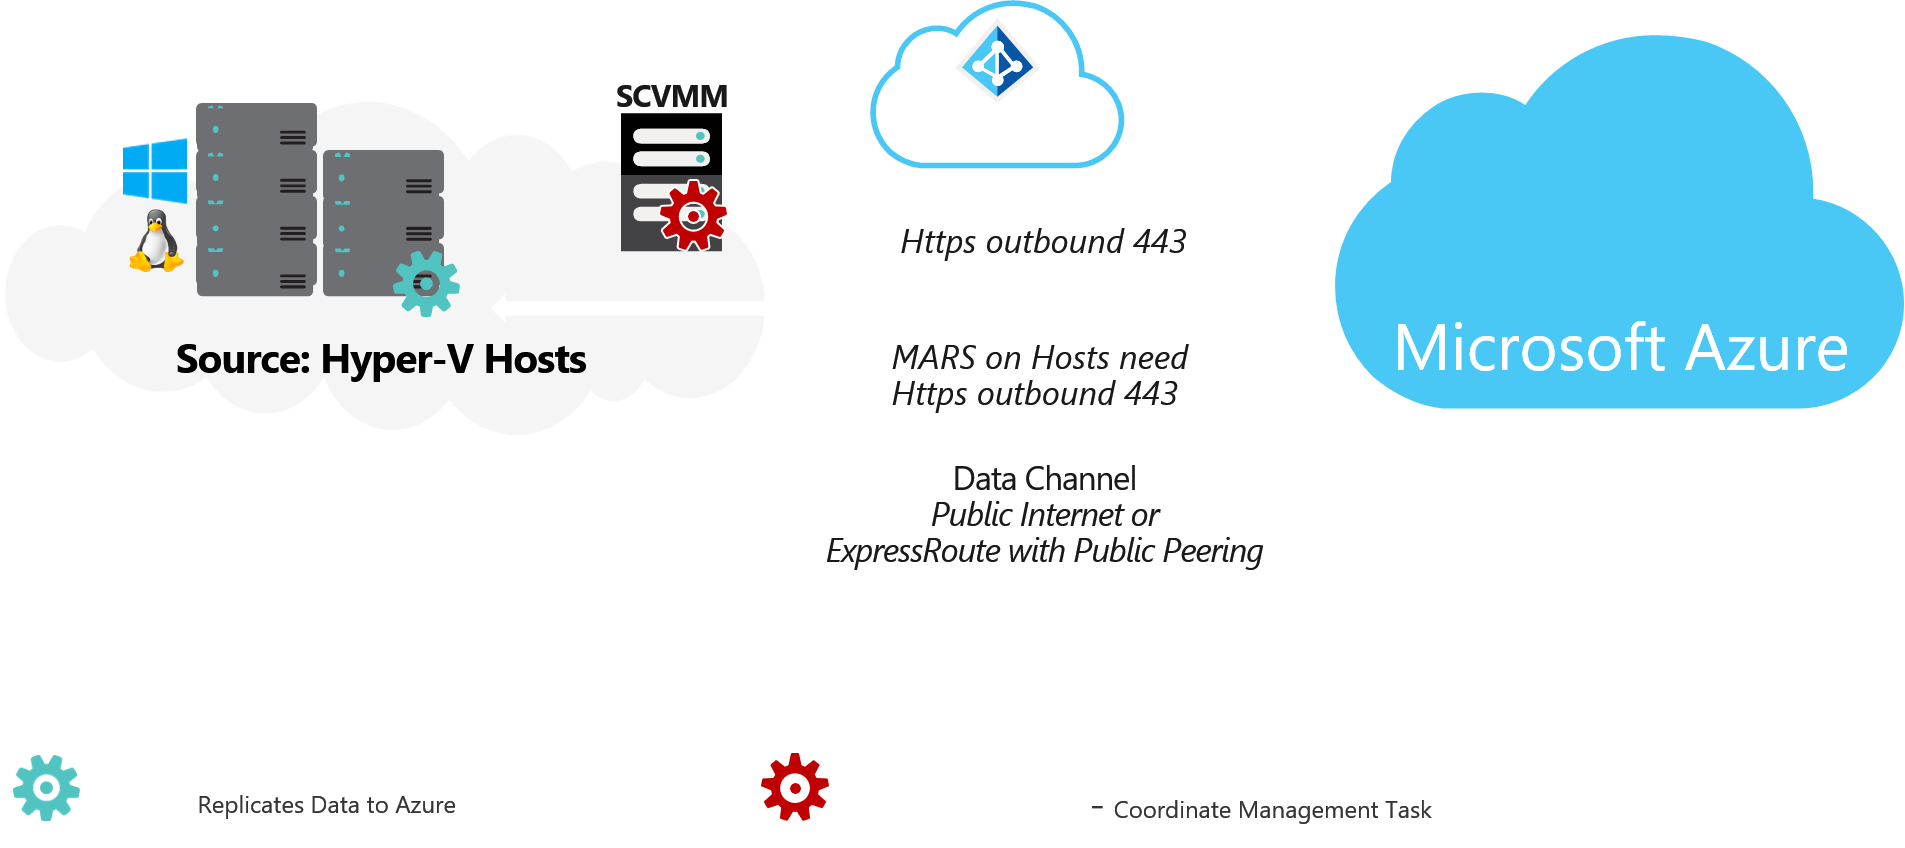 SCVMM
Https outbound 443
Source: Hyper-V Hosts
MARS on Hosts need
Https outbound 443
Microsoft Azure
Data Channel
Public Internet or
ExpressRoute with Public Peering
Replicates Data to Azure
- Coordinate Management Task